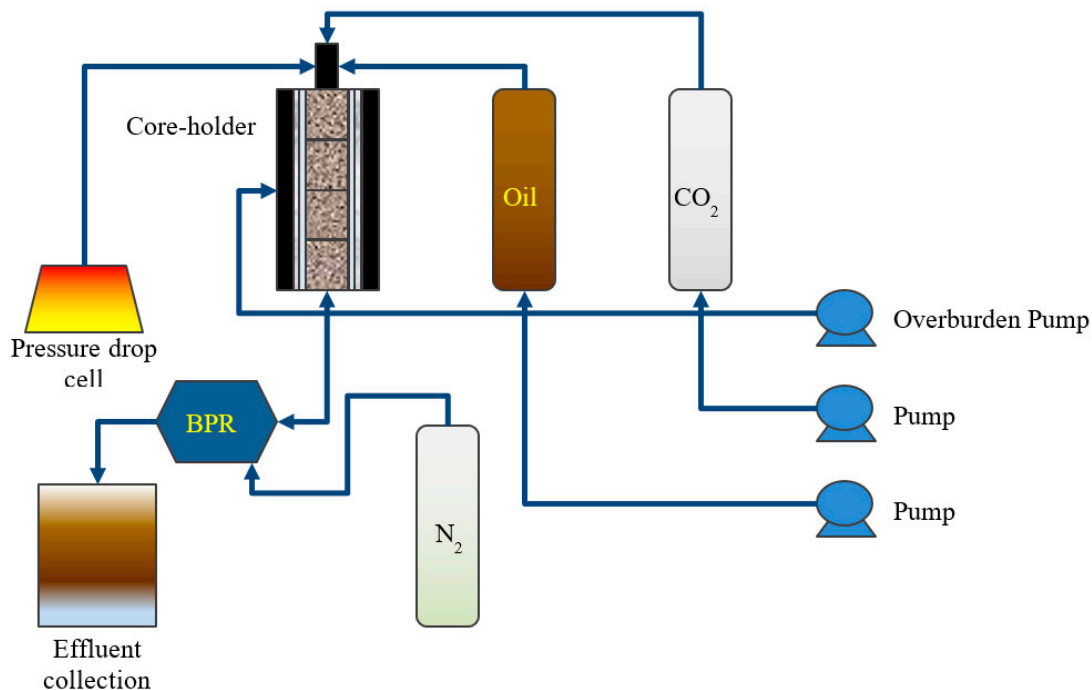 Core-holder
Oil
CO2
Overburden Pump
Pressure drop
cell
BPR
Pump
N2
Pump
Effluent
collection